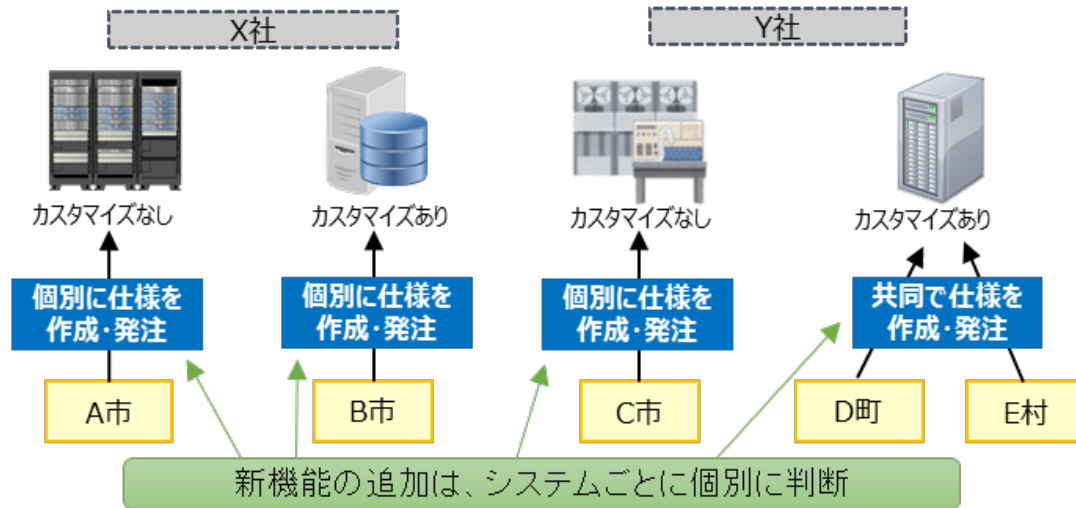 X社
Y社
カスタマイズなし
カスタマイズあり
カスタマイズなし
カスタマイズあり
個別に仕様を
作成・発注
個別に仕様を
作成・発注
個別に仕様を
作成・発注
共同で仕様を
作成・発注
A市
B市
C市
D町
E村
新機能の追加は、システムごとに個別に判断